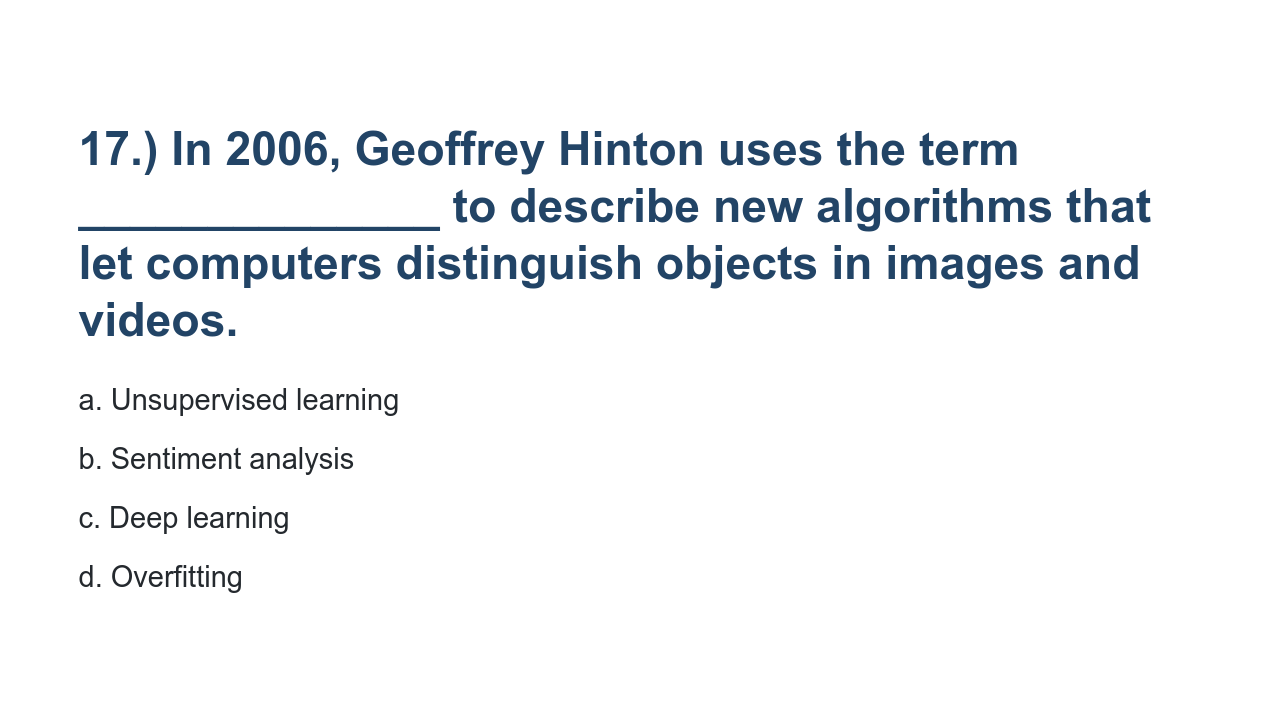 17.) In 2006, Geoffrey Hinton uses the term
______________ to describe new algorithms that
let computers distinguish objects in images and
videos.
a. Unsupervised learning
b. Sentiment analysis
c. Deep learning
d. Overfitting